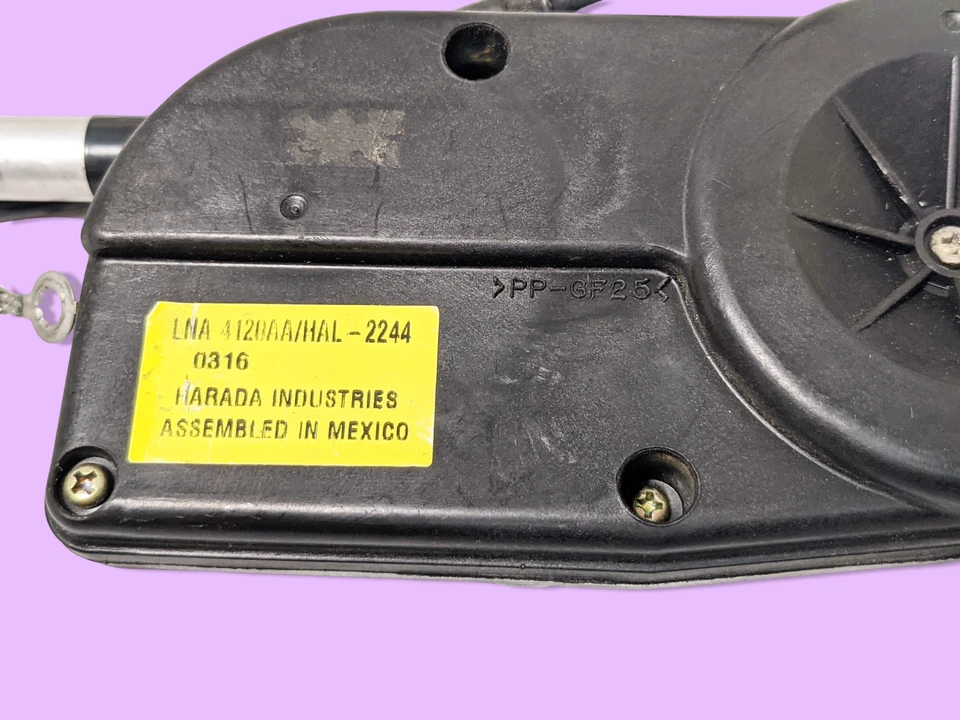 >PP-GF25<
LNA 4120AA/HAL-2244
0316
HARADA INDUSTRIES
ASSEMBLED IN MEXICO